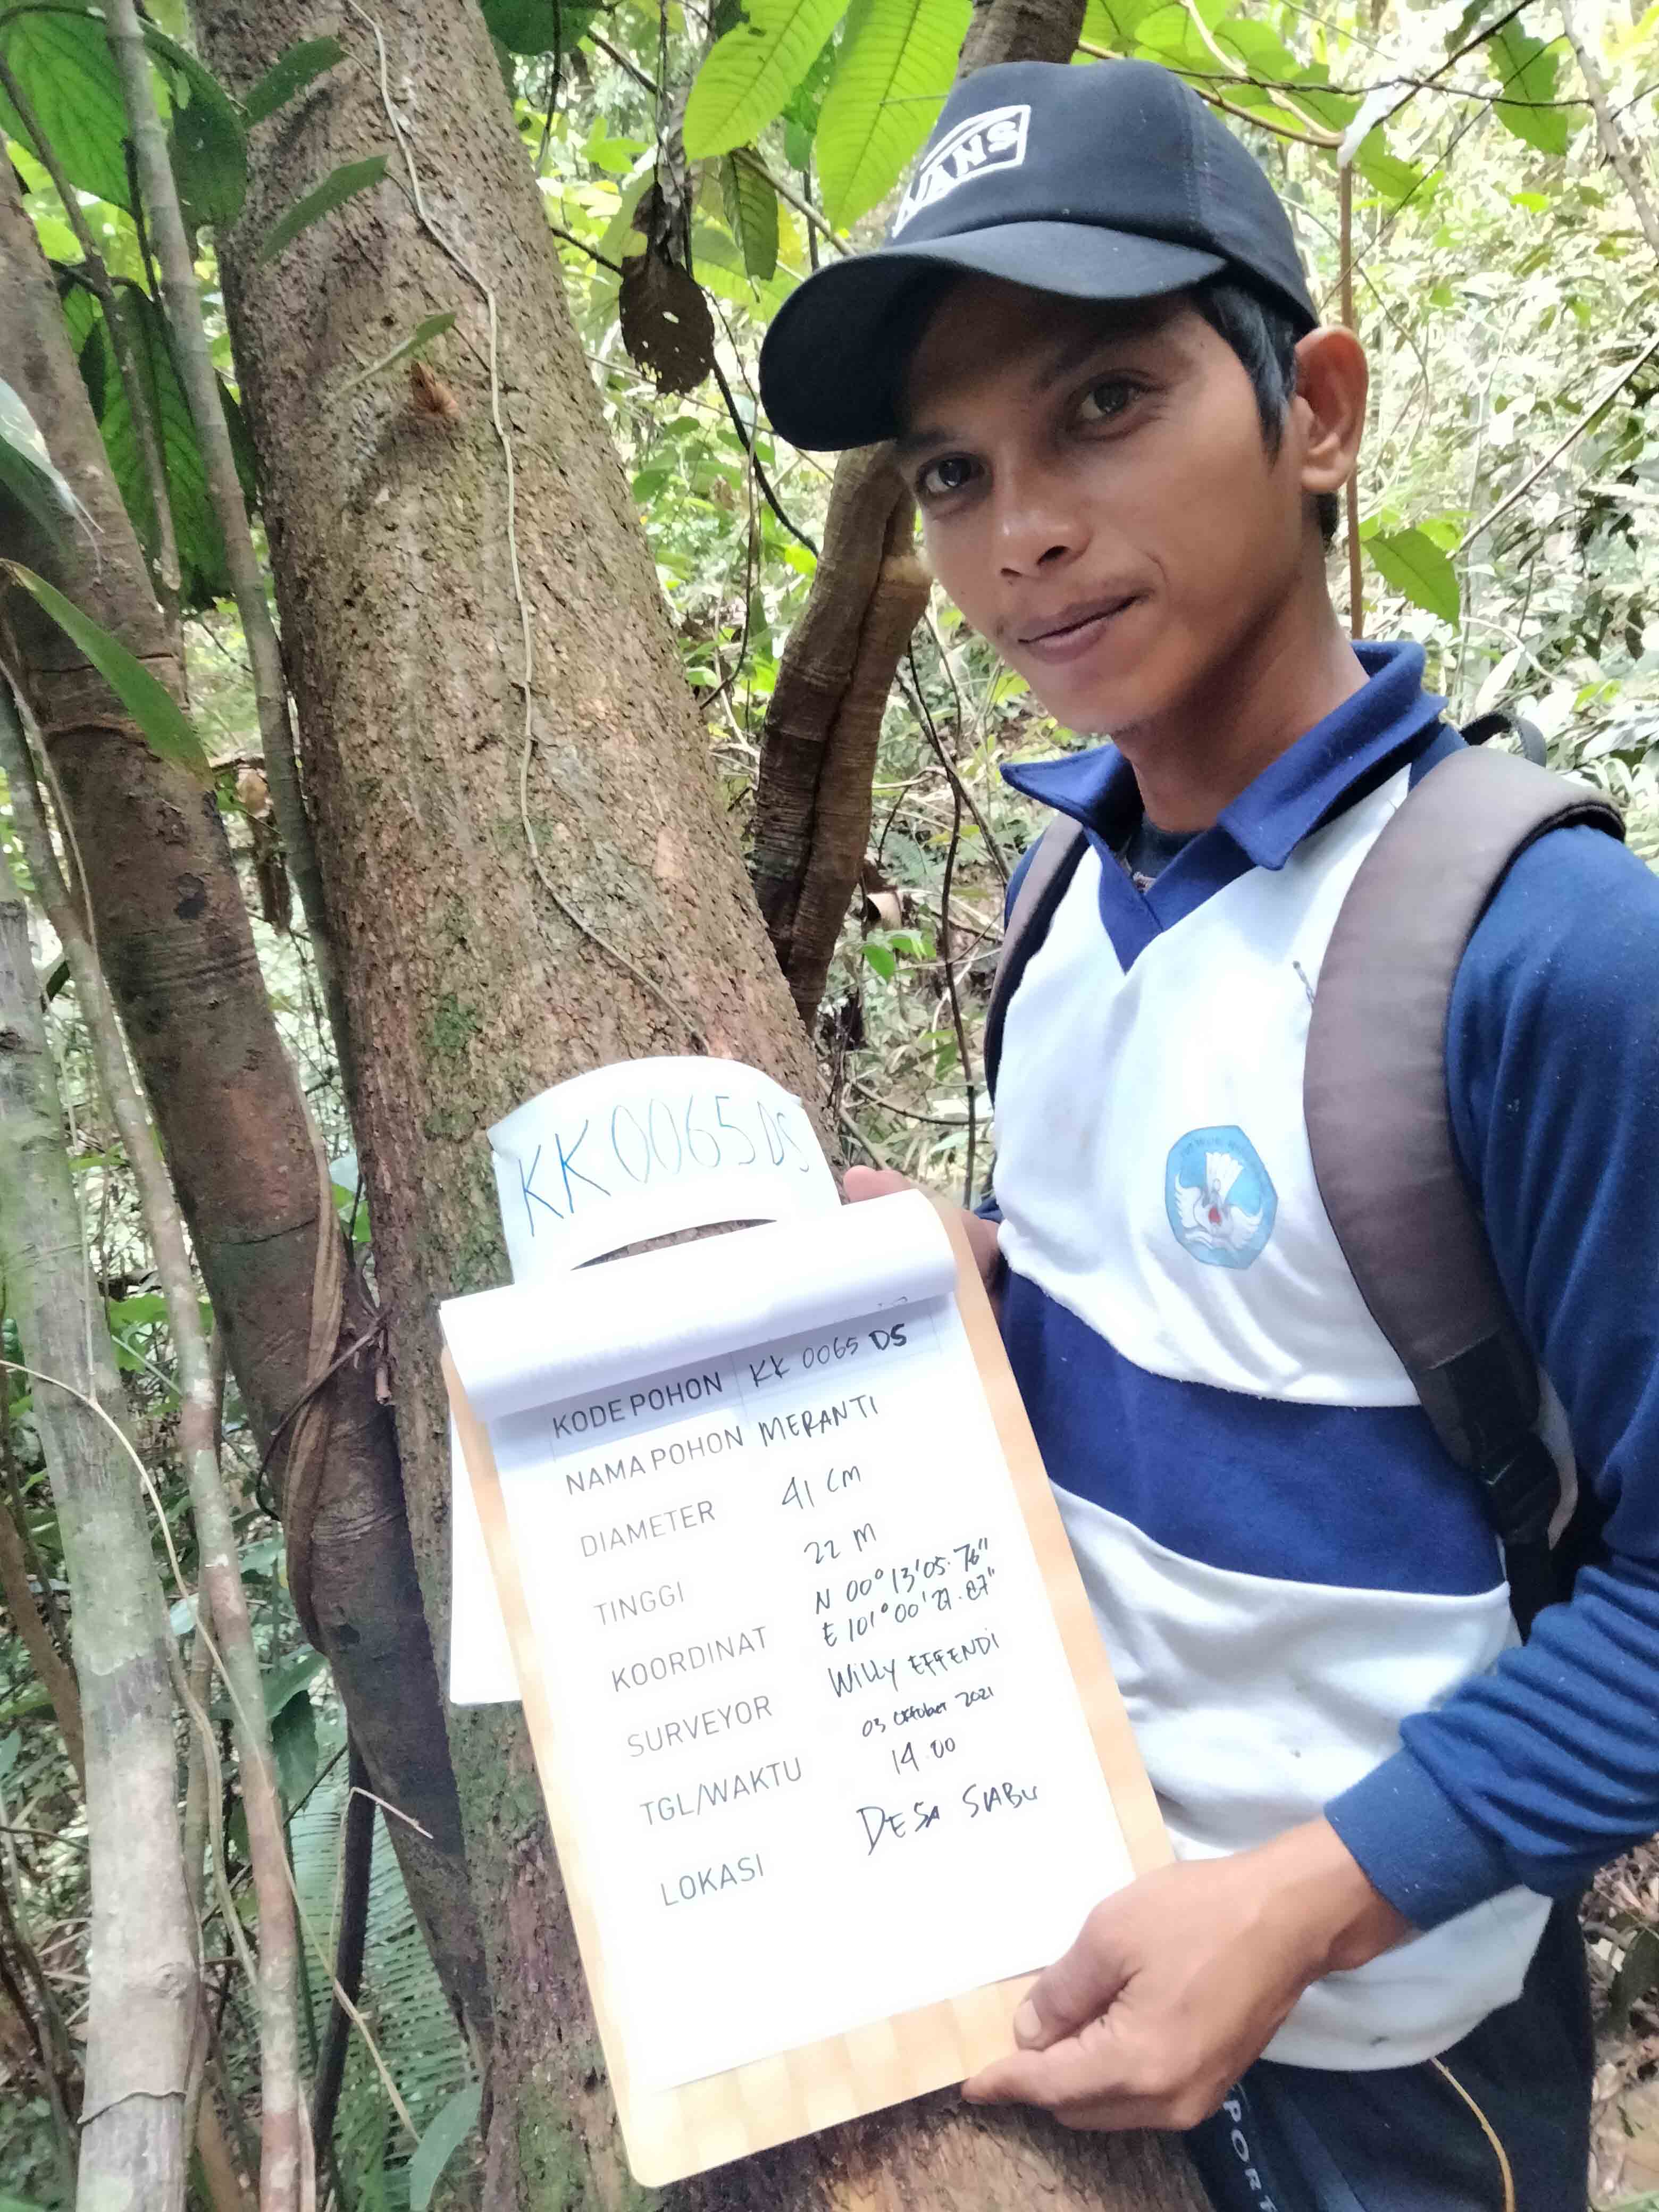 VANS
KK 0065 DS
KODE POHON KK 0065 DS
NAMA POHON MERANTI
DIAMETER 41 CM
TINGGI 22 M
KOORDINAT N 00° 13' 05.76"
E 101° 00' 27.87"
SURVEYOR WILLY EFFENDI
TGL/WAKTU 03 Oktober 2021
14.00
LOKASI DESA SIABU
PORT